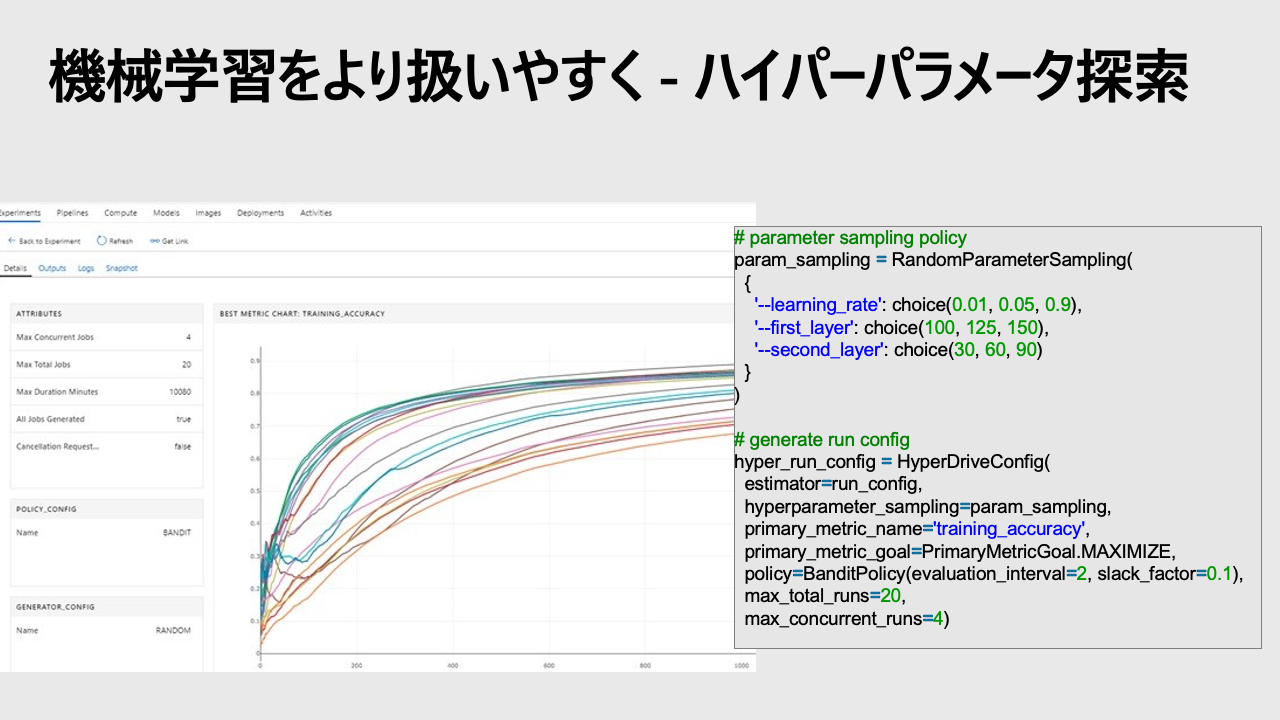 機械学習をより扱いやすく - ハイパーパラメータ探索
Experiments Pipelines Compute Models Images Deployments Activities
Back to Experiment Refresh Get Link
Details Outputs Logs Snapshot
ATTRIBUTES
Max Concurrent Jobs 4
Max Total Jobs 20
Max Duration Minutes 10080
All Jobs Generated true
Cancellation Request... false
POLICY_CONFIG
Name BANDIT
GENERATOR_CONFIG
Name RANDOM
BEST METRIC CHART: TRAINING_ACCURACY
0.9
0.8
0.7
0.6
0.5
0.4
0.3
0.2
0.1
0
0 200 400 600 800 1000
# parameter sampling policy
param_sampling = RandomParameterSampling(
{
'--learning_rate': choice(0.01, 0.05, 0.9),
'--first_layer': choice(100, 125, 150),
'--second_layer': choice(30, 60, 90)
}
)
# generate run config
hyper_run_config = HyperDriveConfig(
estimator=run_config,
hyperparameter_sampling=param_sampling,
primary_metric_name='training_accuracy',
primary_metric_goal=PrimaryMetricGoal.MAXIMIZE,
policy=BanditPolicy(evaluation_interval=2, slack_factor=0.1),
max_total_runs=20,
max_concurrent_runs=4)